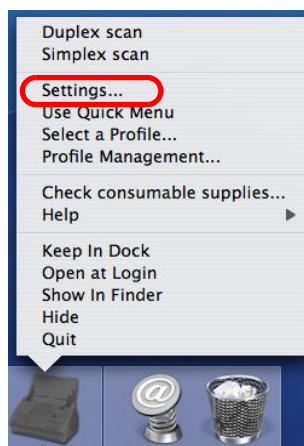 Duplex scan
Simplex scan
Settings...
Use Quick Menu
Select a Profile...
Profile Management...
Check consumable supplies...
Help
Keep In Dock
Open at Login
Show In Finder
Hide
Quit
@